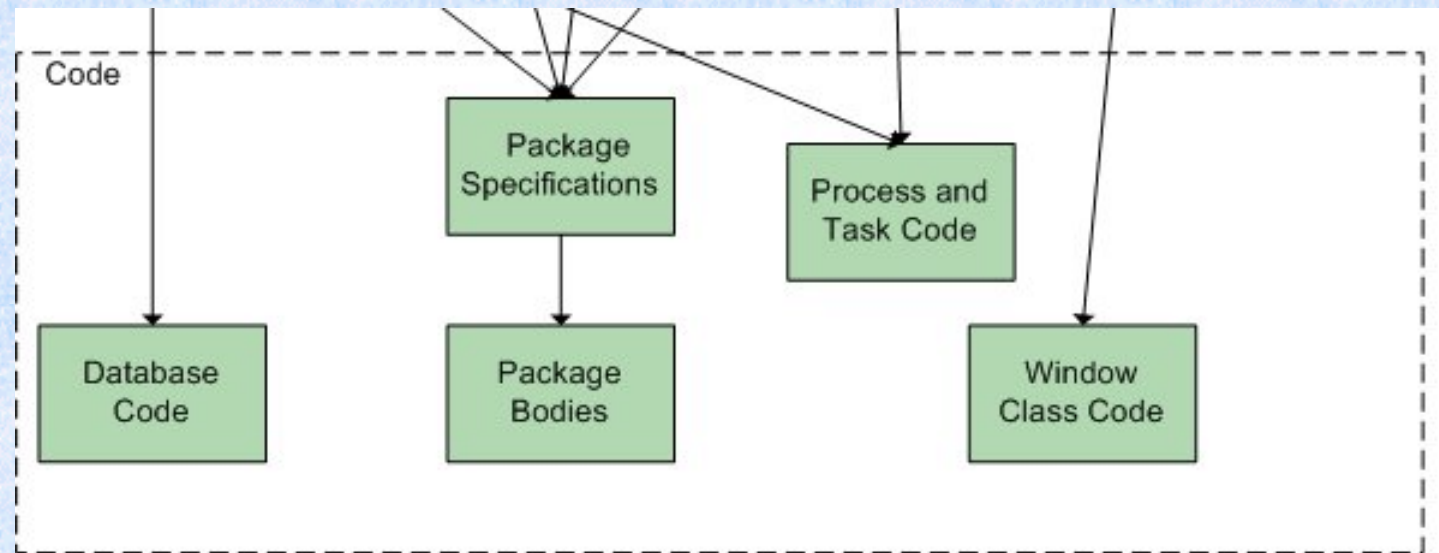 Code
Package
Specifications
Process and
Task Code
Database
Code
Package
Bodies
Window
Class Code